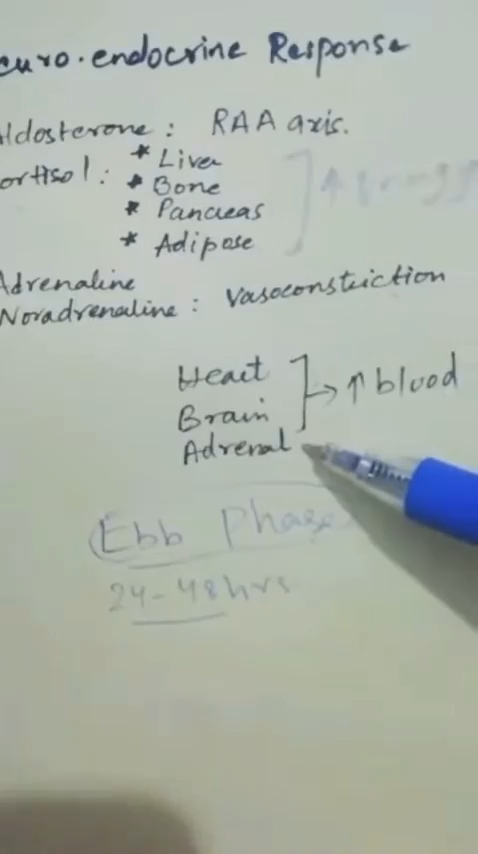 euro.endocrine Response
ldosterone : RAA axis.
ortisol : * Liver
* Bone
* Pancreas
* Adipose
Adrenaline
Noradrenaline : Vasoconstriction
Heart
Brain
Adrenal
→ ↑ blood
Ebb Phase
24-48hrs